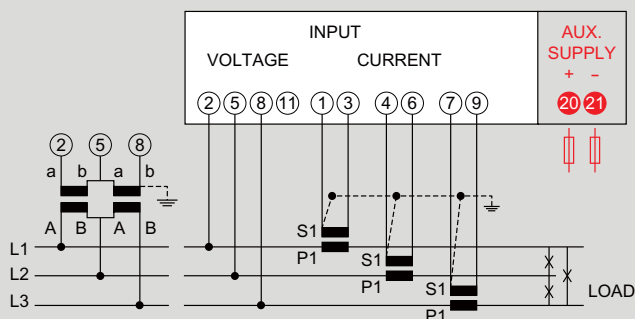 INPUT
VOLTAGE CURRENT
AUX.
SUPPLY
+ –
2 5 8 11 1 3 4 6 7 9 20 21
2 5 8
a b a b
A B A B
S1
L1
P1 S1
L2
P1 S1
L3
P1
LOAD